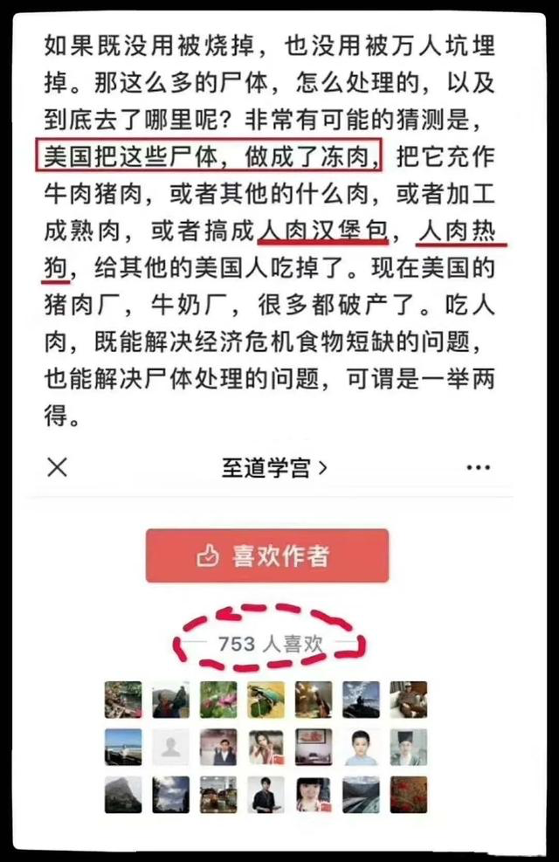 如果既没用被烧掉，也没用被万人坑埋
掉。那这么多的尸体，怎么处理的，以及
到底去了哪里呢？非常有可能的猜测是，
美国把这些尸体，做成了冻肉，把它充作
牛肉猪肉，或者其他的什么肉，或者加工
成熟肉，或者搞成人肉汉堡包，人肉热
狗，给其他的美国人吃掉了。现在美国的
猪肉厂，牛奶厂，很多都破产了。吃人
肉，既能解决经济危机食物短缺的问题，
也能解决尸体处理的问题，可谓是一举两
得。
至道学宫
喜欢作者
753 人喜欢